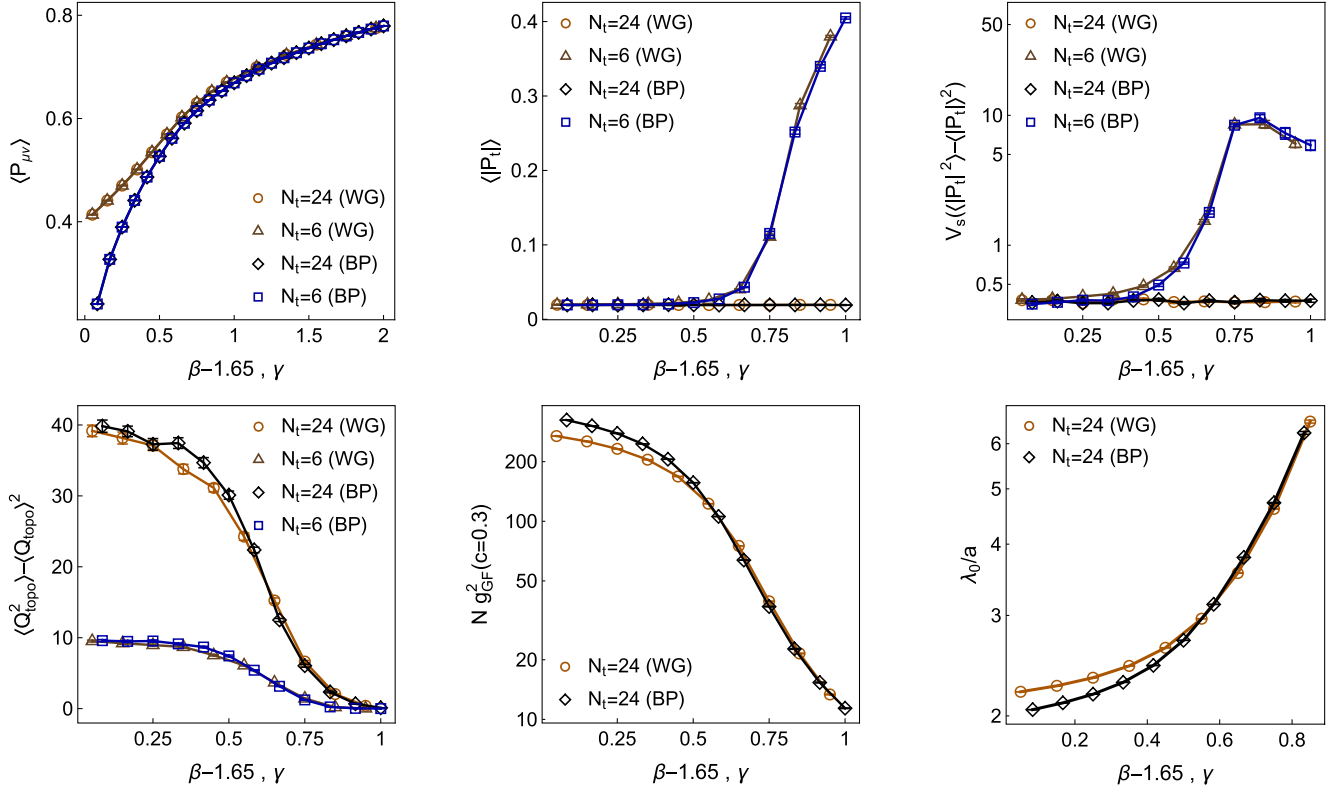 0.8
0.6
0.4
⟨P_μν⟩
N_t=24 (WG)
N_t=6 (WG)
N_t=24 (BP)
N_t=6 (BP)
0 0.5 1 1.5 2
β−1.65 , γ
0.4
0.3
0.2
0.1
0
⟨|P_t|⟩
N_t=24 (WG)
N_t=6 (WG)
N_t=24 (BP)
N_t=6 (BP)
0.25 0.5 0.75 1
β−1.65 , γ
50
10
5
1
0.5
V_s(⟨|P_t|^2⟩−⟨|P_t|⟩^2)
N_t=24 (WG)
N_t=6 (WG)
N_t=24 (BP)
N_t=6 (BP)
0.25 0.5 0.75 1
β−1.65 , γ
40
30
20
10
0
⟨Q^2_topo⟩−⟨Q_topo⟩^2
N_t=24 (WG)
N_t=6 (WG)
N_t=24 (BP)
N_t=6 (BP)
0.25 0.5 0.75 1
β−1.65 , γ
200
100
50
20
10
N g^2_GF(c=0.3)
N_t=24 (WG)
N_t=24 (BP)
0.25 0.5 0.75 1
β−1.65 , γ
6
5
4
3
2
λ_0/a
N_t=24 (WG)
N_t=24 (BP)
0.2 0.4 0.6 0.8
β−1.65 , γ